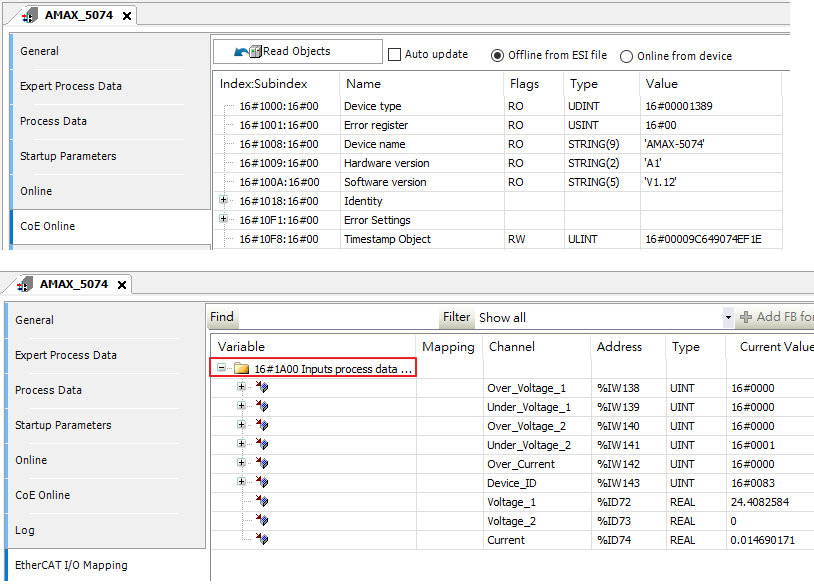 AMAX_5074
General
Expert Process Data
Process Data
Startup Parameters
Online
CoE Online
Read Objects Auto update Offline from ESI file Online from device
Index:Subindex Name Flags Type Value
16#1000:16#00 Device type RO UDINT 16#00001389
16#1001:16#00 Error register RO USINT 16#00
16#1008:16#00 Device name RO STRING(9) 'AMAX-5074'
16#1009:16#00 Hardware version RO STRING(2) 'A1'
16#100A:16#00 Software version RO STRING(5) 'V1.12'
16#1018:16#00 Identity
16#10F1:16#00 Error Settings
16#10F8:16#00 Timestamp Object RW ULINT 16#00009C649074EF1E
AMAX_5074
General
Expert Process Data
Process Data
Startup Parameters
Online
CoE Online
Log
EtherCAT I/O Mapping
Find Filter Show all Add FB for
Variable Mapping Channel Address Type Current Value
16#1A00 Inputs process data ...
Over_Voltage_1 %IW138 UINT 16#0000
Under_Voltage_1 %IW139 UINT 16#0000
Over_Voltage_2 %IW140 UINT 16#0000
Under_Voltage_2 %IW141 UINT 16#0001
Over_Current %IW142 UINT 16#0000
Device_ID %IW143 UINT 16#0083
Voltage_1 %ID72 REAL 24.4082584
Voltage_2 %ID73 REAL 0
Current %ID74 REAL 0.014690171